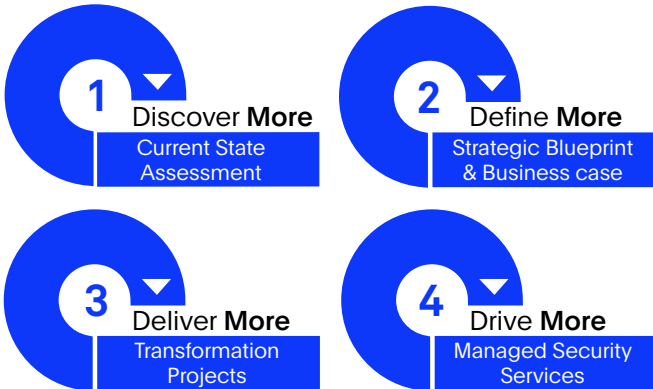 1
Discover More
Current State
Assessment
2
Define More
Strategic Blueprint
& Business case
3
Deliver More
Transformation
Projects
4
Drive More
Managed Security
Services